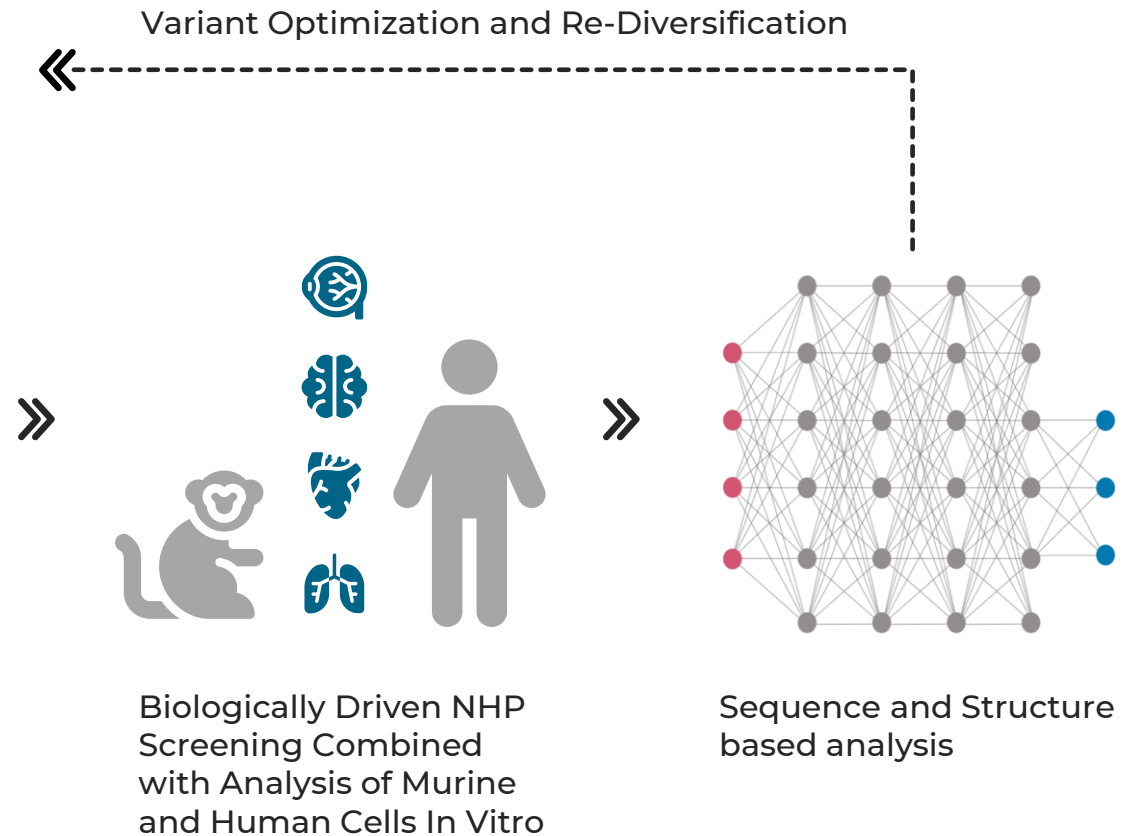 Variant Optimization and Re-Diversification
Biologically Driven NHP
Screening Combined
with Analysis of Murine
and Human Cells In Vitro
Sequence and Structure
based analysis